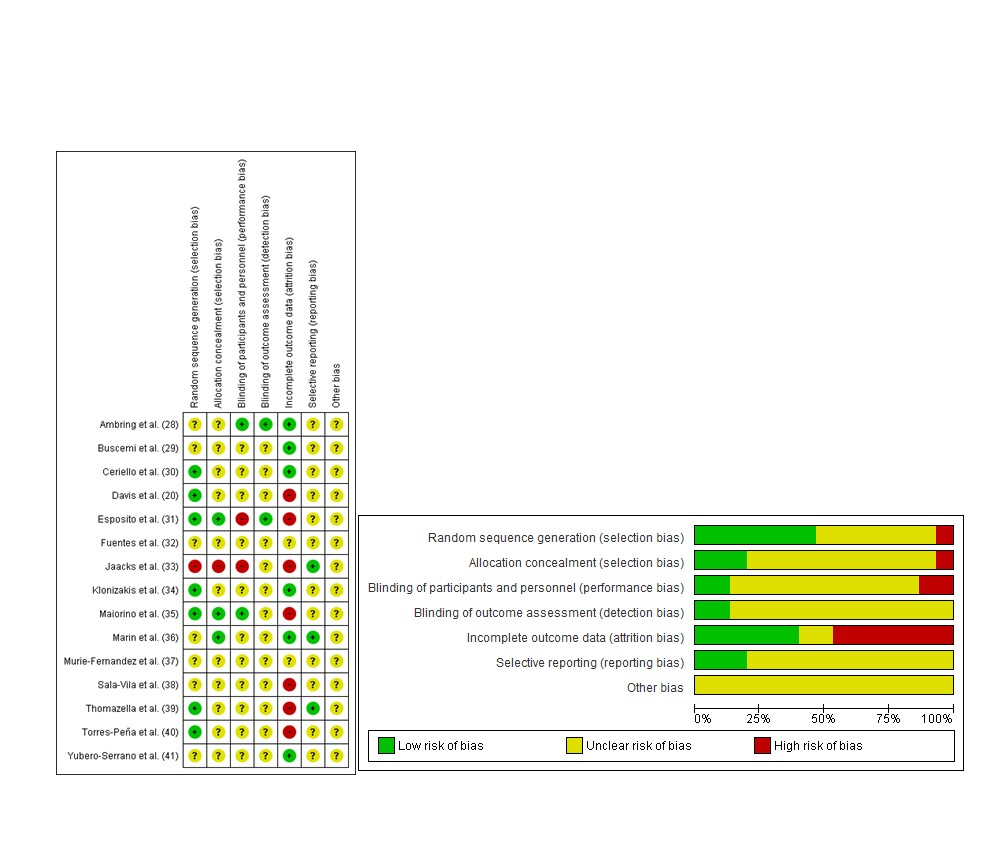 Random sequence generation (selection bias)
Allocation concealment (selection bias)
Blinding of participants and personnel (performance bias)
Blinding of outcome assessment (detection bias)
Incomplete outcome data (attrition bias)
Selective reporting (reporting bias)
Other bias
Ambring et al. (28) ? ? + + + ? ?
Buscemi et al. (29) ? ? ? ? + ? ?
Ceriello et al. (30) + ? ? ? + ? ?
Davis et al. (20) + ? ? ? - ? ?
Esposito et al. (31) + + - + - ? ?
Fuentes et al. (32) ? ? ? ? ? ? ?
Jaacks et al. (33) - - - ? - + ?
Klonizakis et al. (34) + ? ? ? + ? ?
Maiorino et al. (35) + + + ? - ? ?
Marin et al. (36) ? + ? ? + + ?
Murie-Fernandez et al. (37) ? ? ? ? ? ? ?
Sala-Vila et al. (38) ? ? ? ? - ? ?
Thomazella et al. (39) + ? ? ? - + ?
Torres-Peña et al. (40) + ? ? ? - ? ?
Yubero-Serrano et al. (41) ? ? ? ? + ? ?
Random sequence generation (selection bias)
Allocation concealment (selection bias)
Blinding of participants and personnel (performance bias)
Blinding of outcome assessment (detection bias)
Incomplete outcome data (attrition bias)
Selective reporting (reporting bias)
Other bias
0% 25% 50% 75% 100%
Low risk of bias Unclear risk of bias High risk of bias